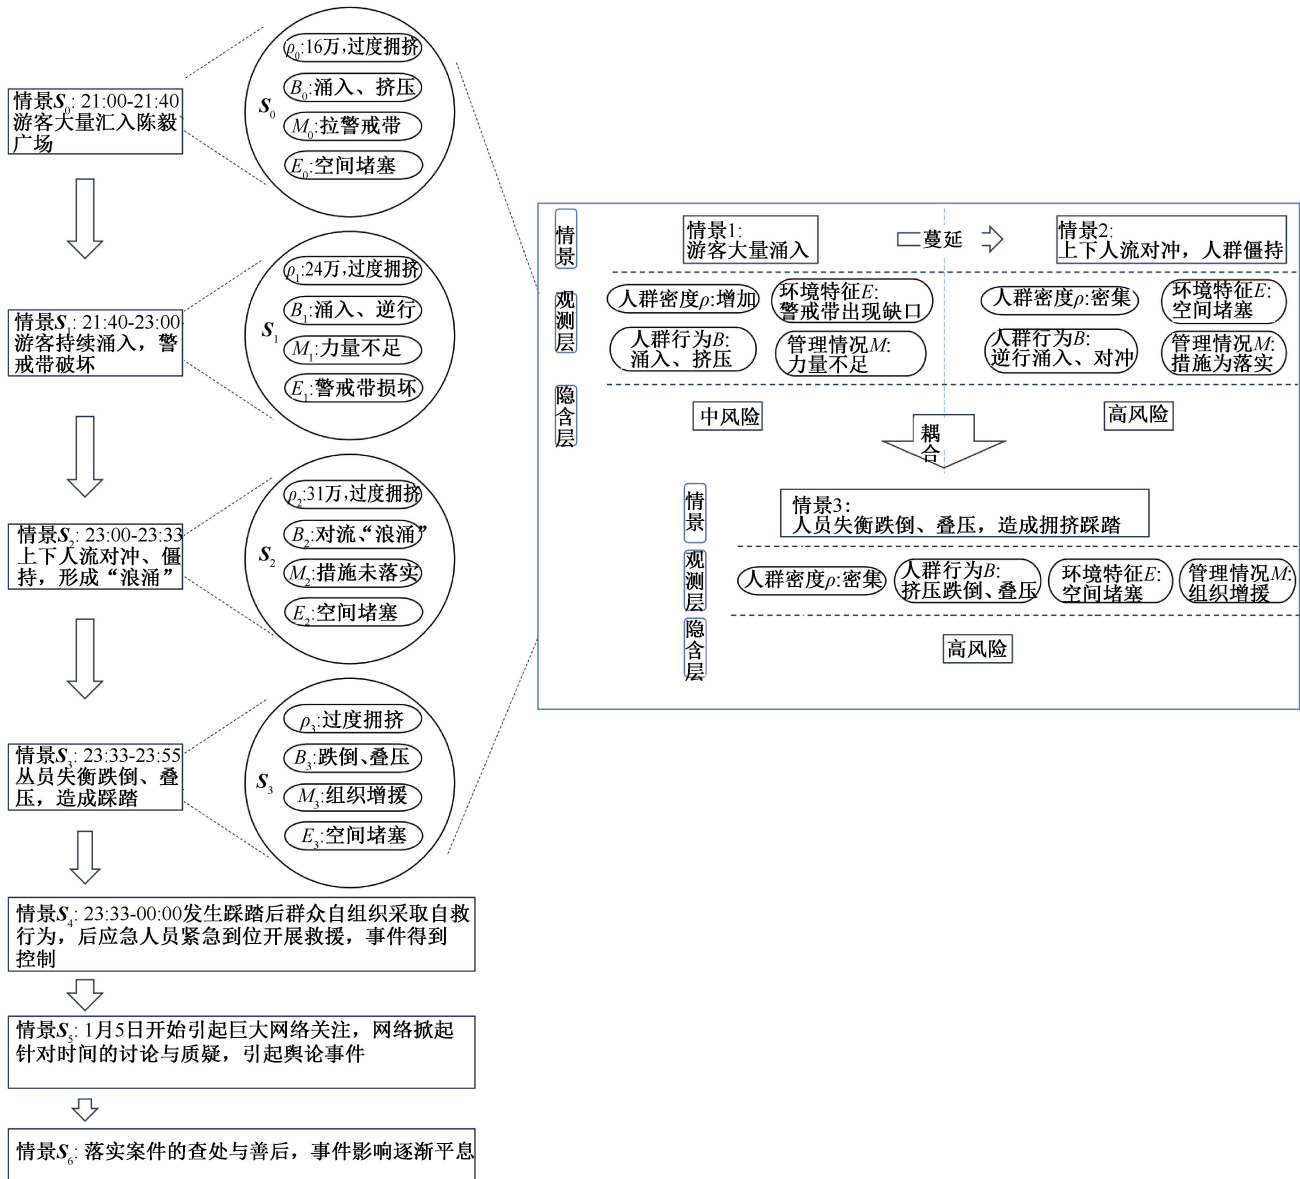 情景S0: 21:00-21:40
游客大量汇入陈毅
广场
ρ0:16万,过度拥挤
B0:涌入、挤压
S0
M0:拉警戒带
E0:空间堵塞
情景S1: 21:40-23:00
游客持续涌入，警
戒带破坏
ρ1:24万,过度拥挤
B1:涌入、逆行
S1
M1:力量不足
E1:警戒带损坏
情景S2: 23:00-23:33
上下人流对冲、僵
持，形成“浪涌”
ρ2:31万,过度拥挤
B2:对流、“浪涌”
S2
M2:措施未落实
E2:空间堵塞
情景S3: 23:33-23:55
丛员失衡跌倒、叠
压，造成踩踏
ρ3:过度拥挤
B3:跌倒、叠压
S3
M3:组织增援
E3:空间堵塞
情景S4: 23:33-00:00发生踩踏后群众自组织采取自救
行为，后应急人员紧急到位开展救援，事件得到
控制
情景S5: 1月5日开始引起巨大网络关注，网络掀起
针对时间的讨论与质疑，引起舆论事件
情景S6: 落实案件的查处与善后，事件影响逐渐平息
情景
情景1:
游客大量涌入
蔓延
情景2:
上下人流对冲，人群僵持
观测层
人群密度ρ:增加
环境特征E:
警戒带出现缺口
人群行为B:
涌入、挤压
管理情况M:
力量不足
人群密度ρ:密集
环境特征E:
空间堵塞
人群行为B:
逆行涌入、对冲
管理情况M:
措施为落实
隐含层
中风险
高风险
耦合
情景
情景3:
人员失衡跌倒、叠压，造成拥挤踩踏
观测层
人群密度ρ:密集
人群行为B:
挤压跌倒、叠压
环境特征E:
空间堵塞
管理情况M:
组织增援
隐含层
高风险